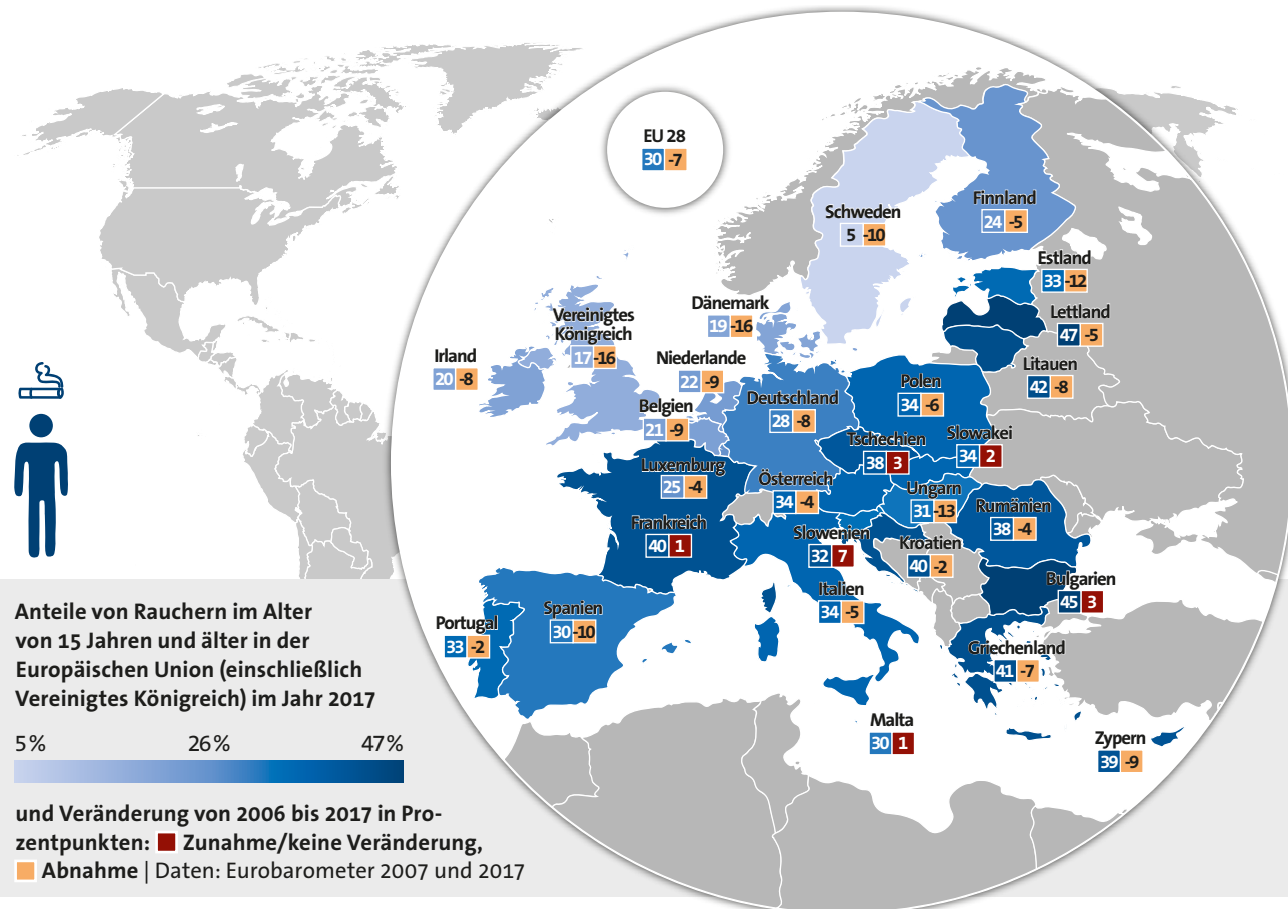 EU 28
30 -7
Schweden
5 -10
Finnland
24 -5
Estland
33 -12
Dänemark
19 -16
Lettland
47 -5
Vereinigtes
Königreich
17 -16
Irland
20 -8
Niederlande
22 -9
Litauen
42 -8
Polen
34 -6
Deutschland
28 -8
Belgien
21 -9
Tschechien
38 3
Slowakei
34 2
Luxemburg
25 -4
Österreich
34 -4
Ungarn
31 -13
Rumänien
38 -4
Frankreich
40 1
Slowenien
32 7
Kroatien
40 -2
Bulgarien
45 3
Italien
34 -5
Spanien
30 -10
Portugal
33 -2
Griechenland
41 -7
Malta
30 1
Zypern
39 -9
Anteile von Rauchern im Alter
von 15 Jahren und älter in der
Europäischen Union (einschließlich
Vereinigtes Königreich) im Jahr 2017
5 % 26 % 47 %
und Veränderung von 2006 bis 2017 in Pro-
zentpunkten: Zunahme/keine Veränderung,
Abnahme | Daten: Eurobarometer 2007 und 2017